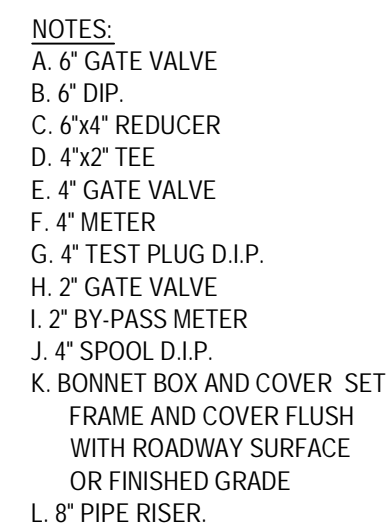 NOTES:
A. 6" GATE VALVE
B. 6" DIP.
C. 6"x4" REDUCER
D. 4"x2" TEE
E. 4" GATE VALVE
F. 4" METER
G. 4" TEST PLUG D.I.P.
H. 2" GATE VALVE
I. 2" BY-PASS METER
J. 4" SPOOL D.I.P.
K. BONNET BOX AND COVER SET
FRAME AND COVER FLUSH
WITH ROADWAY SURFACE
OR FINISHED GRADE
L. 8" PIPE RISER.